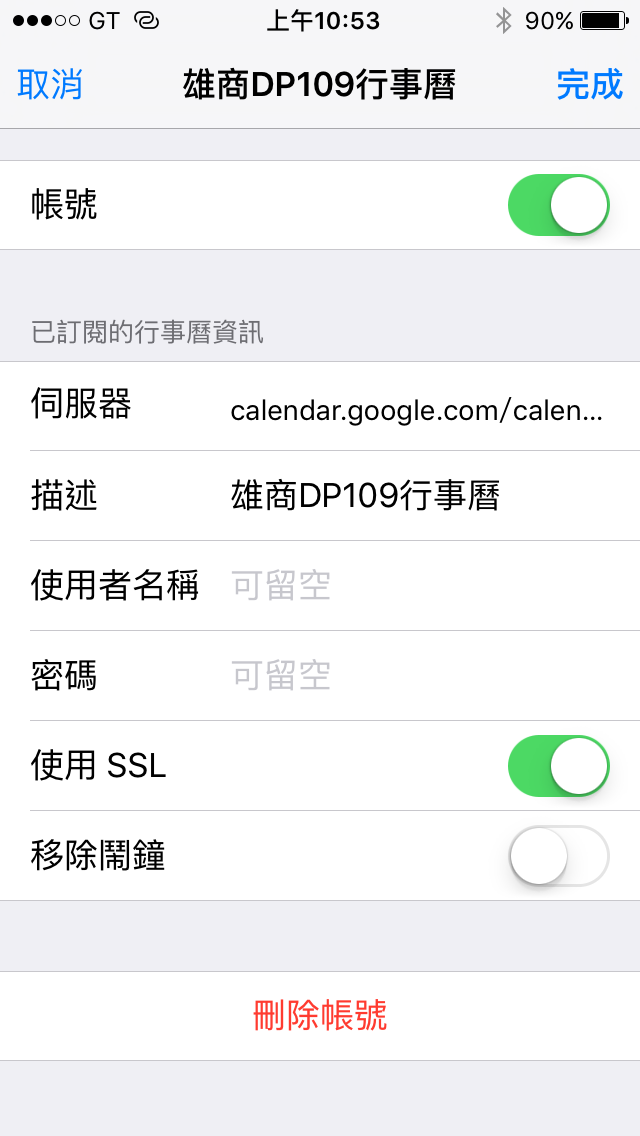 GT 上午10:53 90%
取消 雄商DP109行事曆 完成
帳號
已訂閱的行事曆資訊
伺服器 calendar.google.com/calen...
描述 雄商DP109行事曆
使用者名稱 可留空
密碼 可留空
使用 SSL
移除鬧鐘
刪除帳號